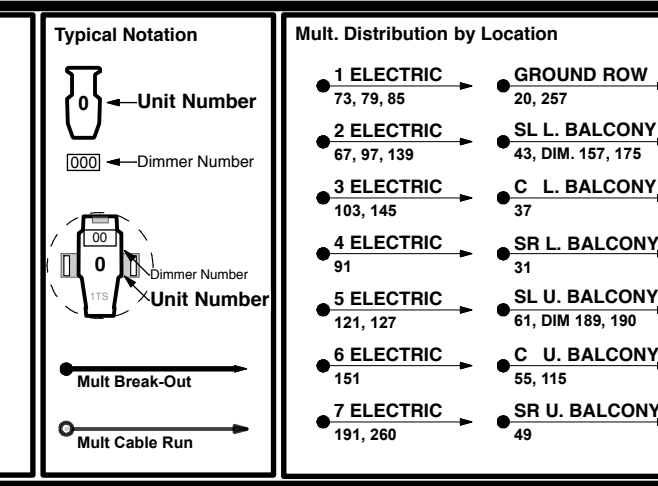 Typical Notation
0
Unit Number
000
Dimmer Number
00
0
Dimmer Number
1TS
Unit Number
Mult Break-Out
Mult Cable Run
Mult. Distribution by Location
1 ELECTRIC
73, 79, 85
2 ELECTRIC
67, 97, 139
3 ELECTRIC
103, 145
4 ELECTRIC
91
5 ELECTRIC
121, 127
6 ELECTRIC
151
7 ELECTRIC
191, 260
GROUND ROW
20, 257
SL L. BALCONY
43, DIM. 157, 175
C L. BALCONY
37
SR L. BALCONY
31
SL U. BALCONY
61, DIM 189, 190
C U. BALCONY
55, 115
SR U. BALCONY
49